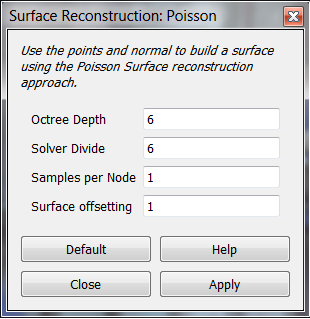 Surface Reconstruction: Poisson
Use the points and normal to build a surface
using the Poisson Surface reconstruction
approach.
Octree Depth 6
Solver Divide 6
Samples per Node 1
Surface offsetting 1
Default Help
Close Apply